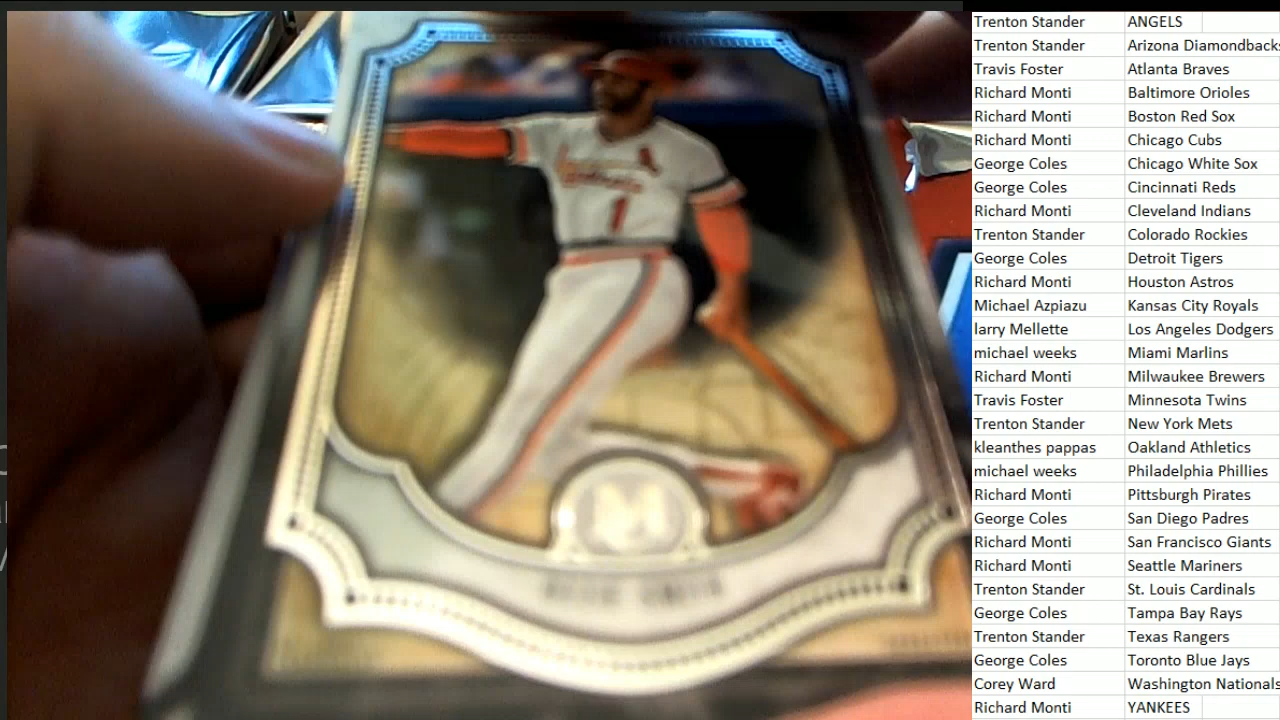 Cardinals
1
M
OZZIE SMITH
Trenton Stander ANGELS
Trenton Stander Arizona Diamondbacks
Travis Foster Atlanta Braves
Richard Monti Baltimore Orioles
Richard Monti Boston Red Sox
Richard Monti Chicago Cubs
George Coles Chicago White Sox
George Coles Cincinnati Reds
Richard Monti Cleveland Indians
Trenton Stander Colorado Rockies
George Coles Detroit Tigers
Richard Monti Houston Astros
Michael Azpiazu Kansas City Royals
larry Mellette Los Angeles Dodgers
michael weeks Miami Marlins
Richard Monti Milwaukee Brewers
Travis Foster Minnesota Twins
Trenton Stander New York Mets
kleanthes pappas Oakland Athletics
michael weeks Philadelphia Phillies
Richard Monti Pittsburgh Pirates
George Coles San Diego Padres
Richard Monti San Francisco Giants
Richard Monti Seattle Mariners
Trenton Stander St. Louis Cardinals
George Coles Tampa Bay Rays
Trenton Stander Texas Rangers
George Coles Toronto Blue Jays
Corey Ward Washington Nationals
Richard Monti YANKEES